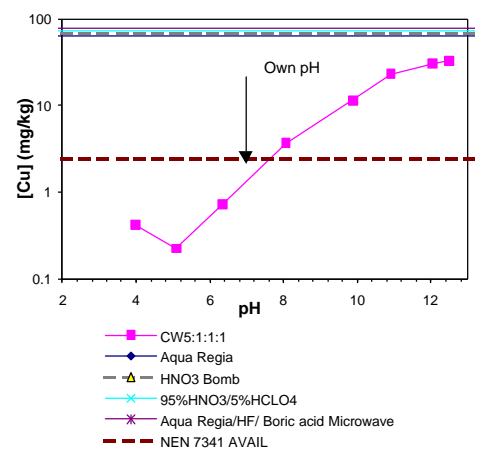 100
10
1
0.1
[Cu] (mg/kg)
Own pH
2 4 6 8 10 12
pH
CW5:1:1:1
Aqua Regia
HNO3 Bomb
95%HNO3/5%HCLO4
Aqua Regia/HF/ Boric acid Microwave
NEN 7341 AVAIL